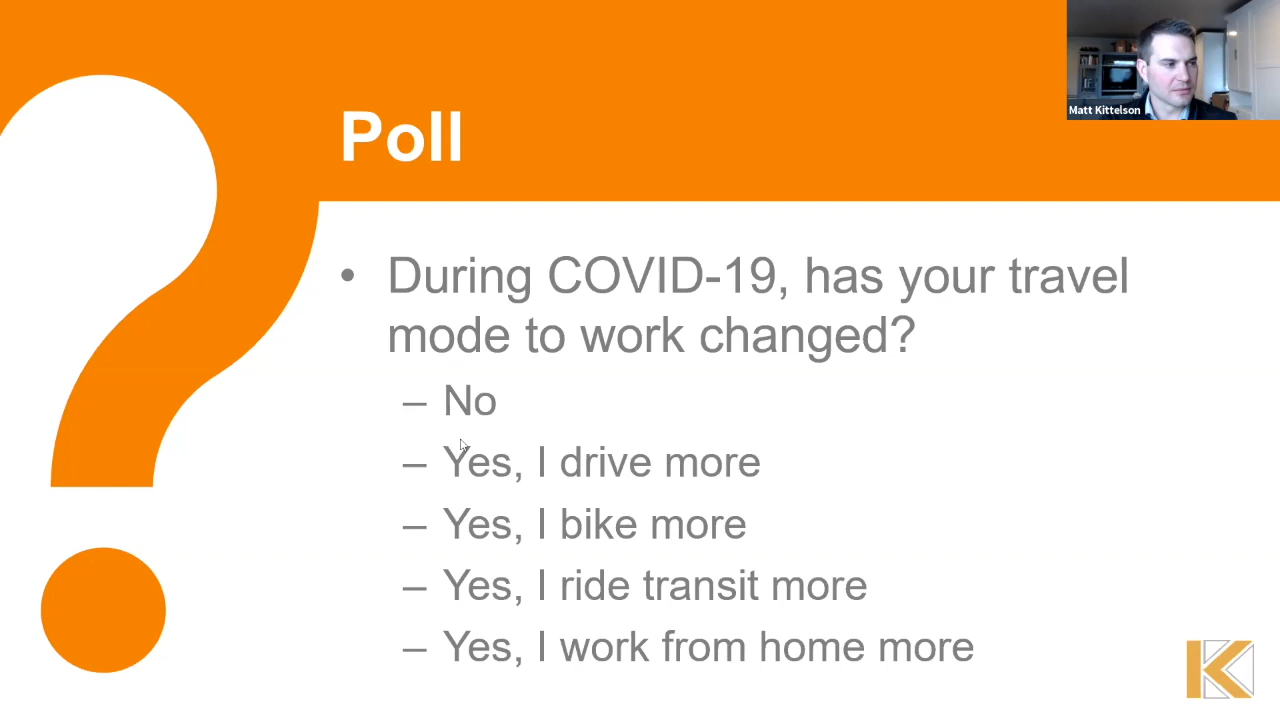 Matt Kittelson
Poll
• During COVID-19, has your travel
mode to work changed?
– No
– Yes, I drive more
– Yes, I bike more
– Yes, I ride transit more
– Yes, I work from home more